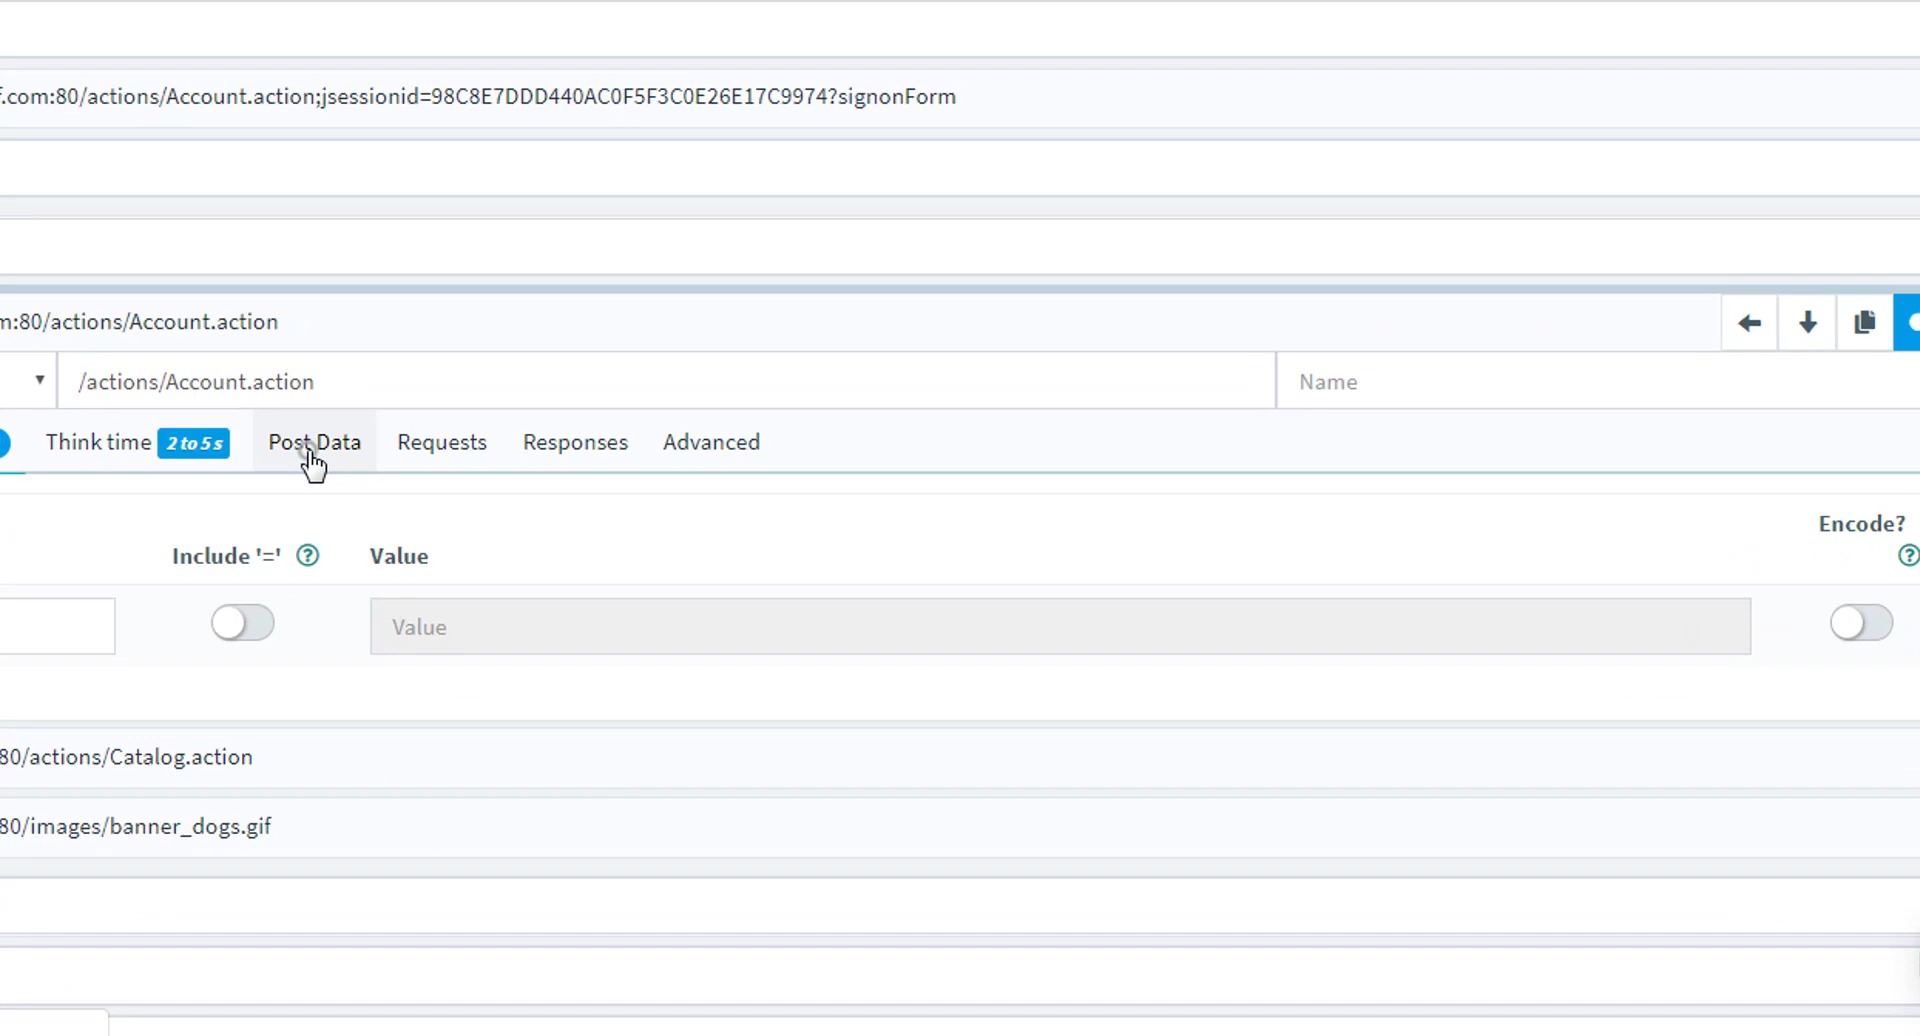 f.com:80/actions/Account.action;jsessionid=98C8E7DDD440AC0F5F3C0E26E17C9974?signonForm
m:80/actions/Account.action
/actions/Account.action Name
Think time 2 to 5 s Post Data Requests Responses Advanced
Encode?
Include '=' ? Value ?
Value
80/actions/Catalog.action
80/images/banner_dogs.gif